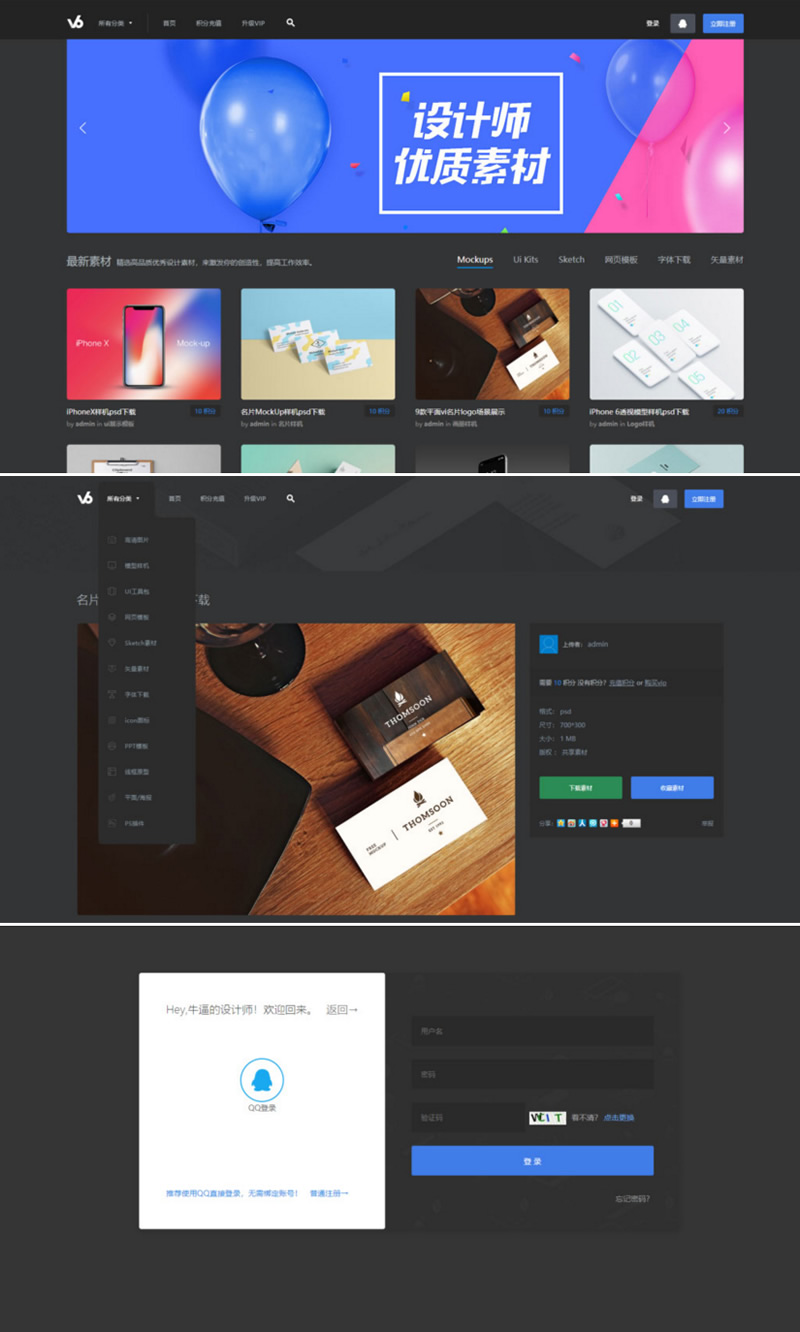 V6 所有分类 首页 积分充值 升级VIP 登录 立即注册
设计师
优质素材
最新素材 精选高品质优秀设计素材，来激发你的创造性，提高工作效率。 Mockups Ui Kits Sketch 网页模板 字体下载 矢量素材
iPhone X Mock-up
01
02
03
04
05
iPhoneX样机psd下载 10 积分
by admin in ui展示模板
名片MockUp样机psd下载 10 积分
by admin in 名片样机
9款平面vi名片logo场景展示 10 积分
by admin in 画册样机
iPhone 6透视模型样机psd下载 20 积分
by admin in Logo样机
V6 所有分类 首页 积分充值 升级VIP 登录 立即注册
高清图片
模型样机
UI工具包
网页模板
Sketch素材
矢量素材
字体下载
icon图标
PPT模板
线框原型
平面/海报
PS插件
名片 下载
THOMSOON
THOMSOON
EST 1993
FREE
MOCKUP
上传者： admin
需要 10 积分 没有积分？充值积分 or 购买vip
格式： psd
尺寸： 700*300
大小： 1 MB
版权： 共享素材
下载素材 收藏素材
分享： 0 举报
Hey,牛逼的设计师！欢迎回来。 返回→
QQ登录
推荐使用QQ直接登录，无需绑定账号！ 普通注册→
用户名
密码
验证码 看不清？ 点击更换
登 录
忘记密码?